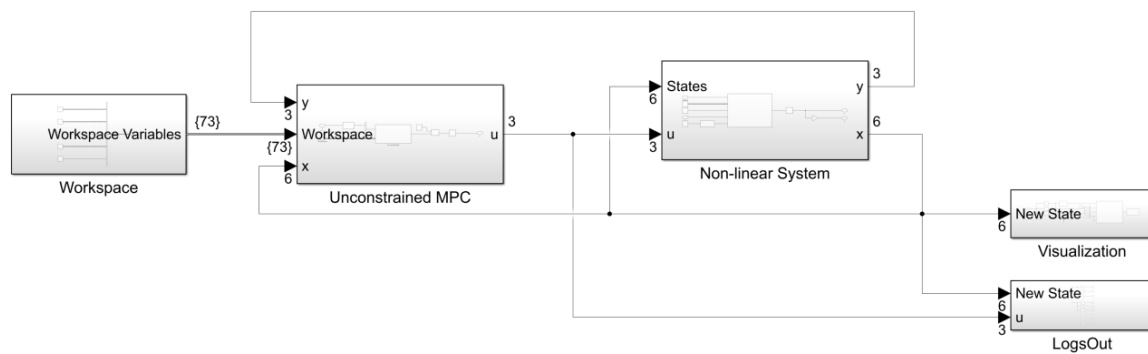 Workspace Variables
{73}
Workspace
y
3
Workspace
{73}
x
6
u
3
Unconstrained MPC
States
6
u
3
y
3
x
6
Non-linear System
New State
6
Visualization
New State
6
u
3
LogsOut